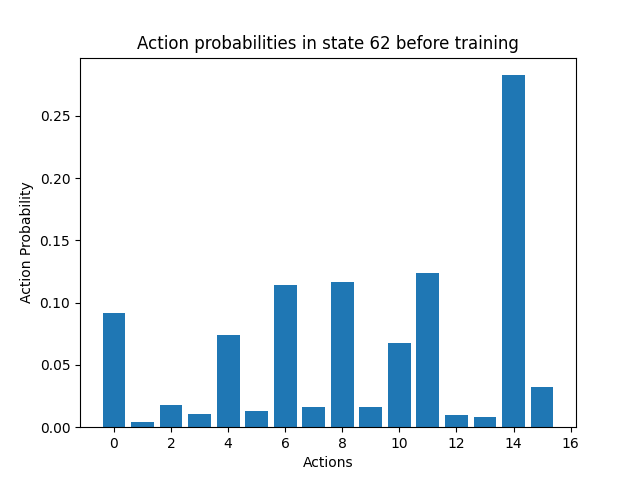 Action probabilities in state 62 before training
Action Probability
0.25
0.20
0.15
0.10
0.05
0.00
0 2 4 6 8 10 12 14 16
Actions